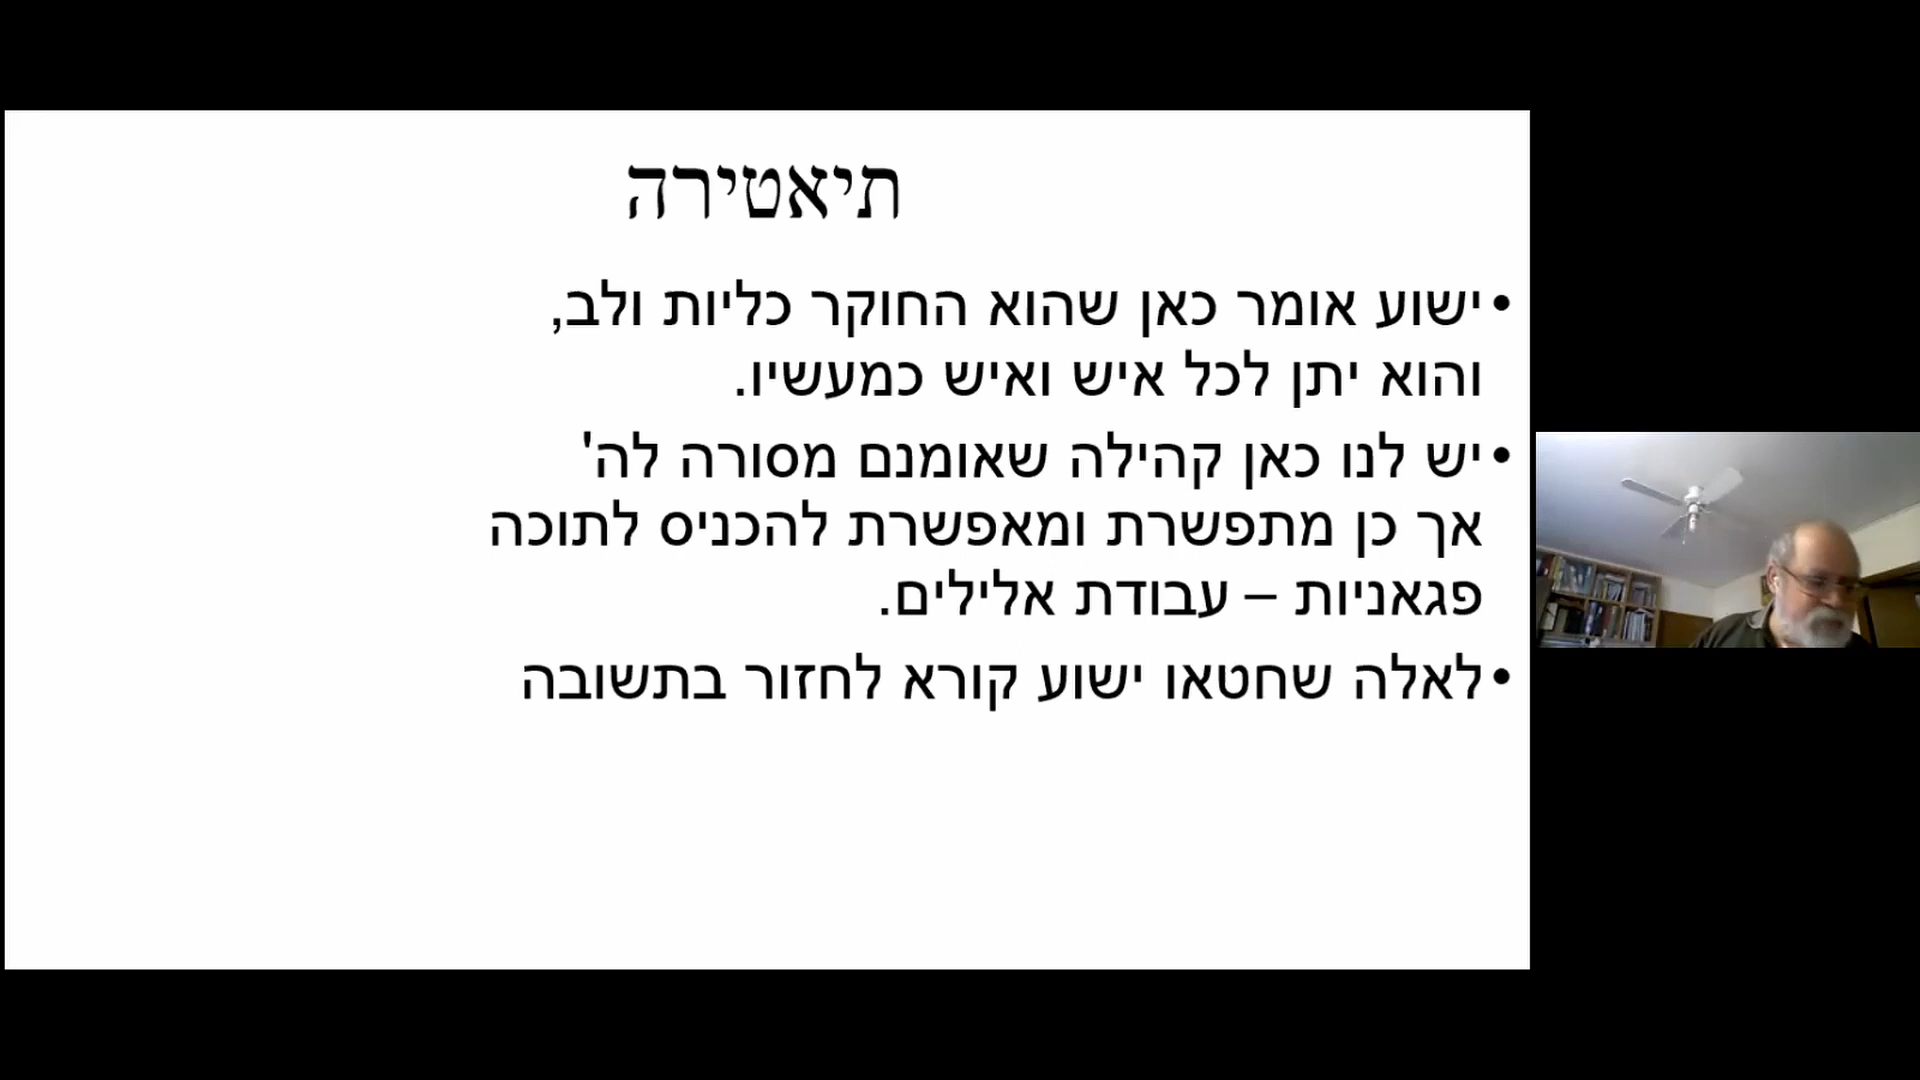 תיאטירה
•ישוע אומר כאן שהוא החוקר כליות ולב,
והוא יתן לכל איש ואיש כמעשיו.
•יש לנו כאן קהילה שאומנם מסורה לה'
אך כן מתפשרת ומאפשרת להכניס לתוכה
פגאניות – עבודת אלילים.
•לאלה שחטאו ישוע קורא לחזור בתשובה